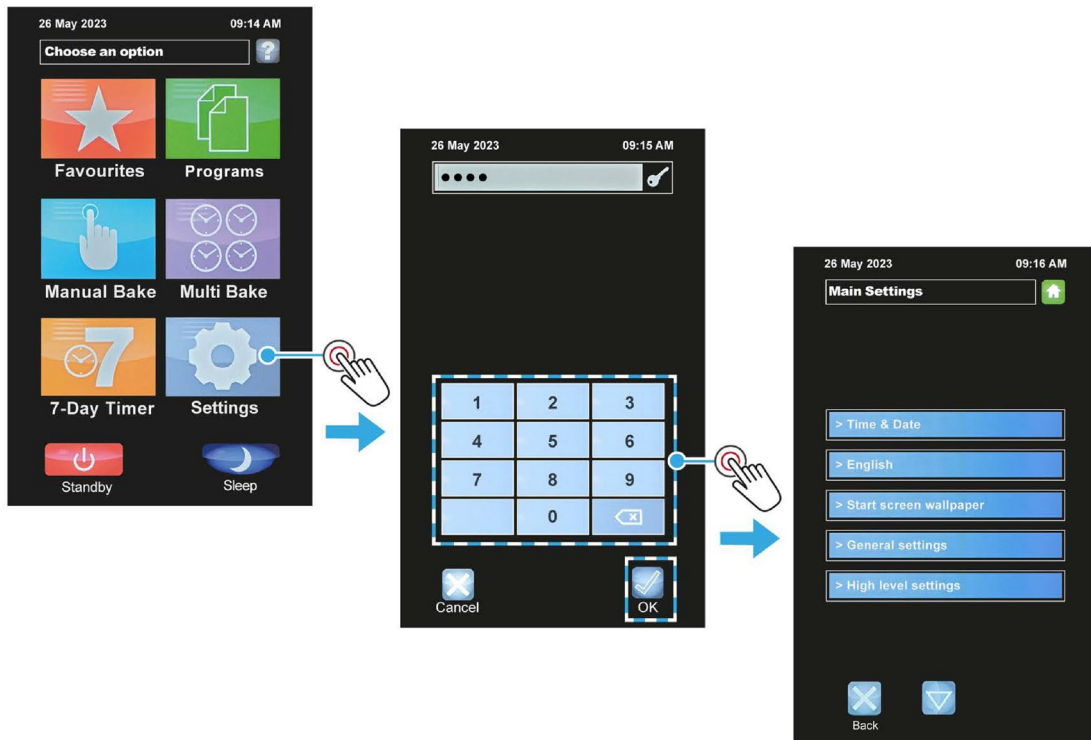 26 May 2023 09:14 AM
Choose an option ?
Favourites Programs
Manual Bake Multi Bake
7
7-Day Timer Settings
Standby Sleep
26 May 2023 09:15 AM
••••
1 2 3
4 5 6
7 8 9
0
Cancel OK
26 May 2023 09:16 AM
Main Settings
> Time & Date
> English
> Start screen wallpaper
> General settings
> High level settings
Back